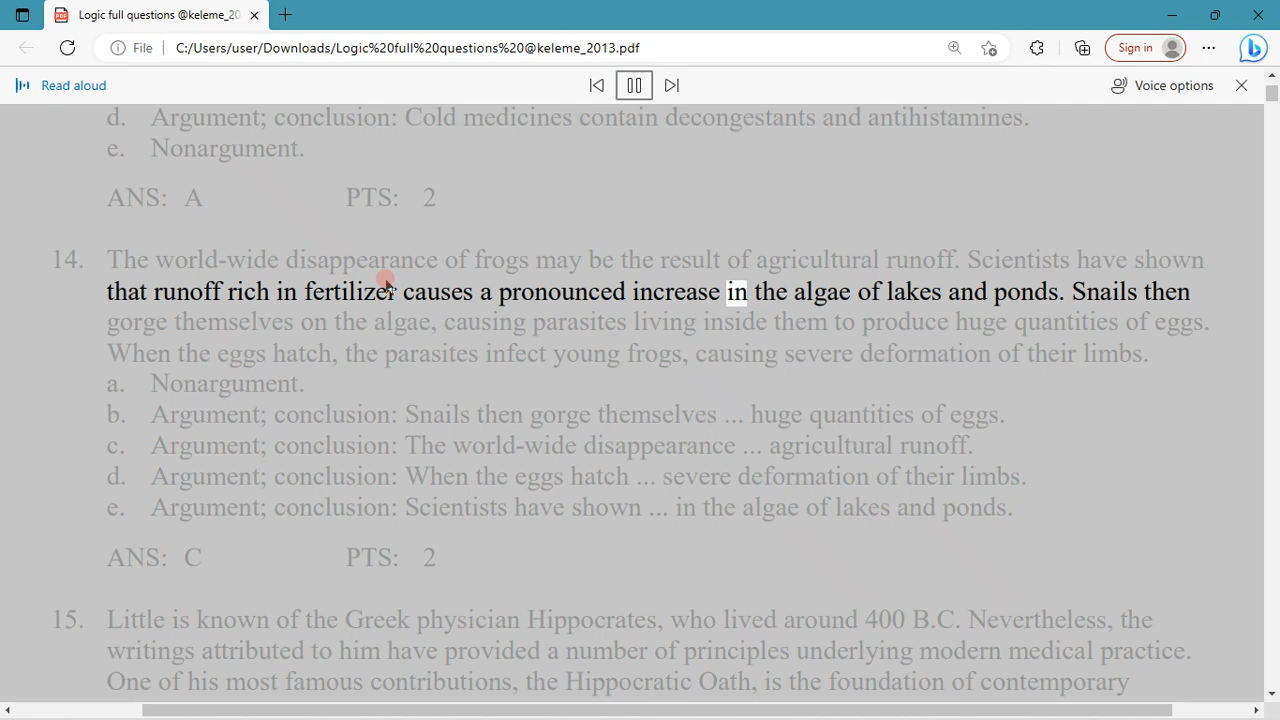 Logic full questions @keleme_20
File
C:/Users/user/Downloads/Logic%20full%20questions%20@keleme_2013.pdf
Sign in
Read aloud
Voice options
d. Argument; conclusion: Cold medicines contain decongestants and antihistamines.
e. Nonargument.
ANS: A PTS: 2
14. The world-wide disappearance of frogs may be the result of agricultural runoff. Scientists have shown
that runoff rich in fertilizer causes a pronounced increase in the algae of lakes and ponds. Snails then
gorge themselves on the algae, causing parasites living inside them to produce huge quantities of eggs.
When the eggs hatch, the parasites infect young frogs, causing severe deformation of their limbs.
a. Nonargument.
b. Argument; conclusion: Snails then gorge themselves ... huge quantities of eggs.
c. Argument; conclusion: The world-wide disappearance ... agricultural runoff.
d. Argument; conclusion: When the eggs hatch ... severe deformation of their limbs.
e. Argument; conclusion: Scientists have shown ... in the algae of lakes and ponds.
ANS: C PTS: 2
15. Little is known of the Greek physician Hippocrates, who lived around 400 B.C. Nevertheless, the
writings attributed to him have provided a number of principles underlying modern medical practice.
One of his most famous contributions, the Hippocratic Oath, is the foundation of contemporary